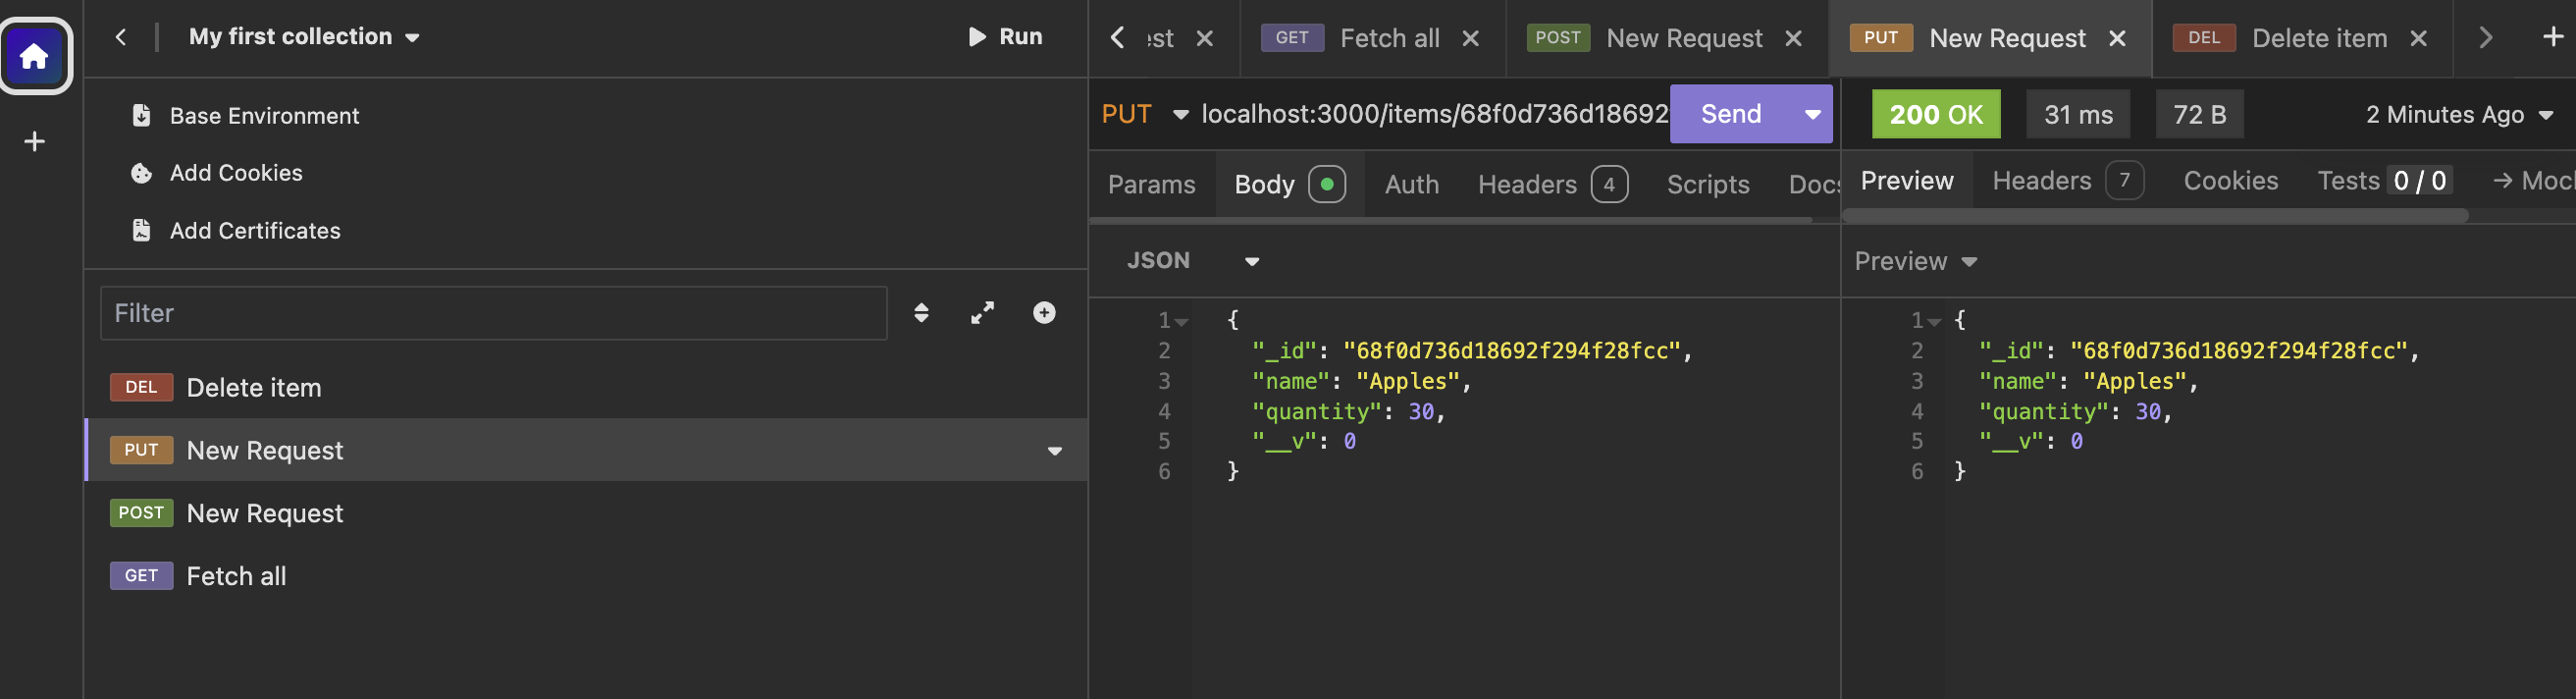 My first collection
Run
Base Environment
Add Cookies
Add Certificates
Filter
DEL Delete item
PUT New Request
POST New Request
GET Fetch all
est
GET Fetch all
POST New Request
PUT New Request
DEL Delete item
PUT localhost:3000/items/68f0d736d18692 Send
Params Body Auth Headers 4 Scripts Docs
JSON
1 {
2 "_id": "68f0d736d18692f294f28fcc",
3 "name": "Apples",
4 "quantity": 30,
5 "__v": 0
6 }
200 OK 31 ms 72 B 2 Minutes Ago
Preview Headers 7 Cookies Tests 0 / 0 → Moc
Preview
1 {
2 "_id": "68f0d736d18692f294f28fcc",
3 "name": "Apples",
4 "quantity": 30,
5 "__v": 0
6 }